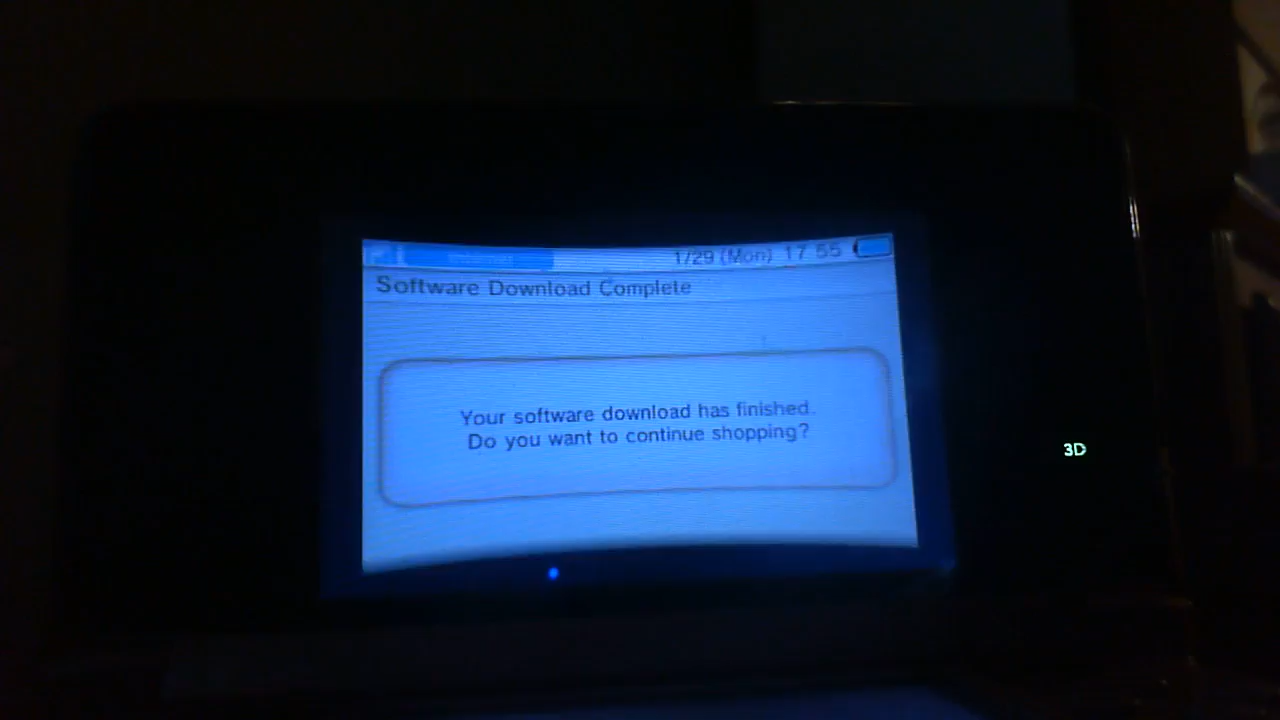 1/29 (Mon) 17 55
Software Download Complete
Your software download has finished.
Do you want to continue shopping?
3D